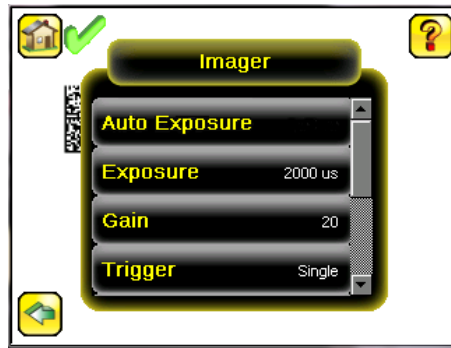 ?
Imager
Auto Exposure
Exposure 2000 us
Gain 20
Trigger Single